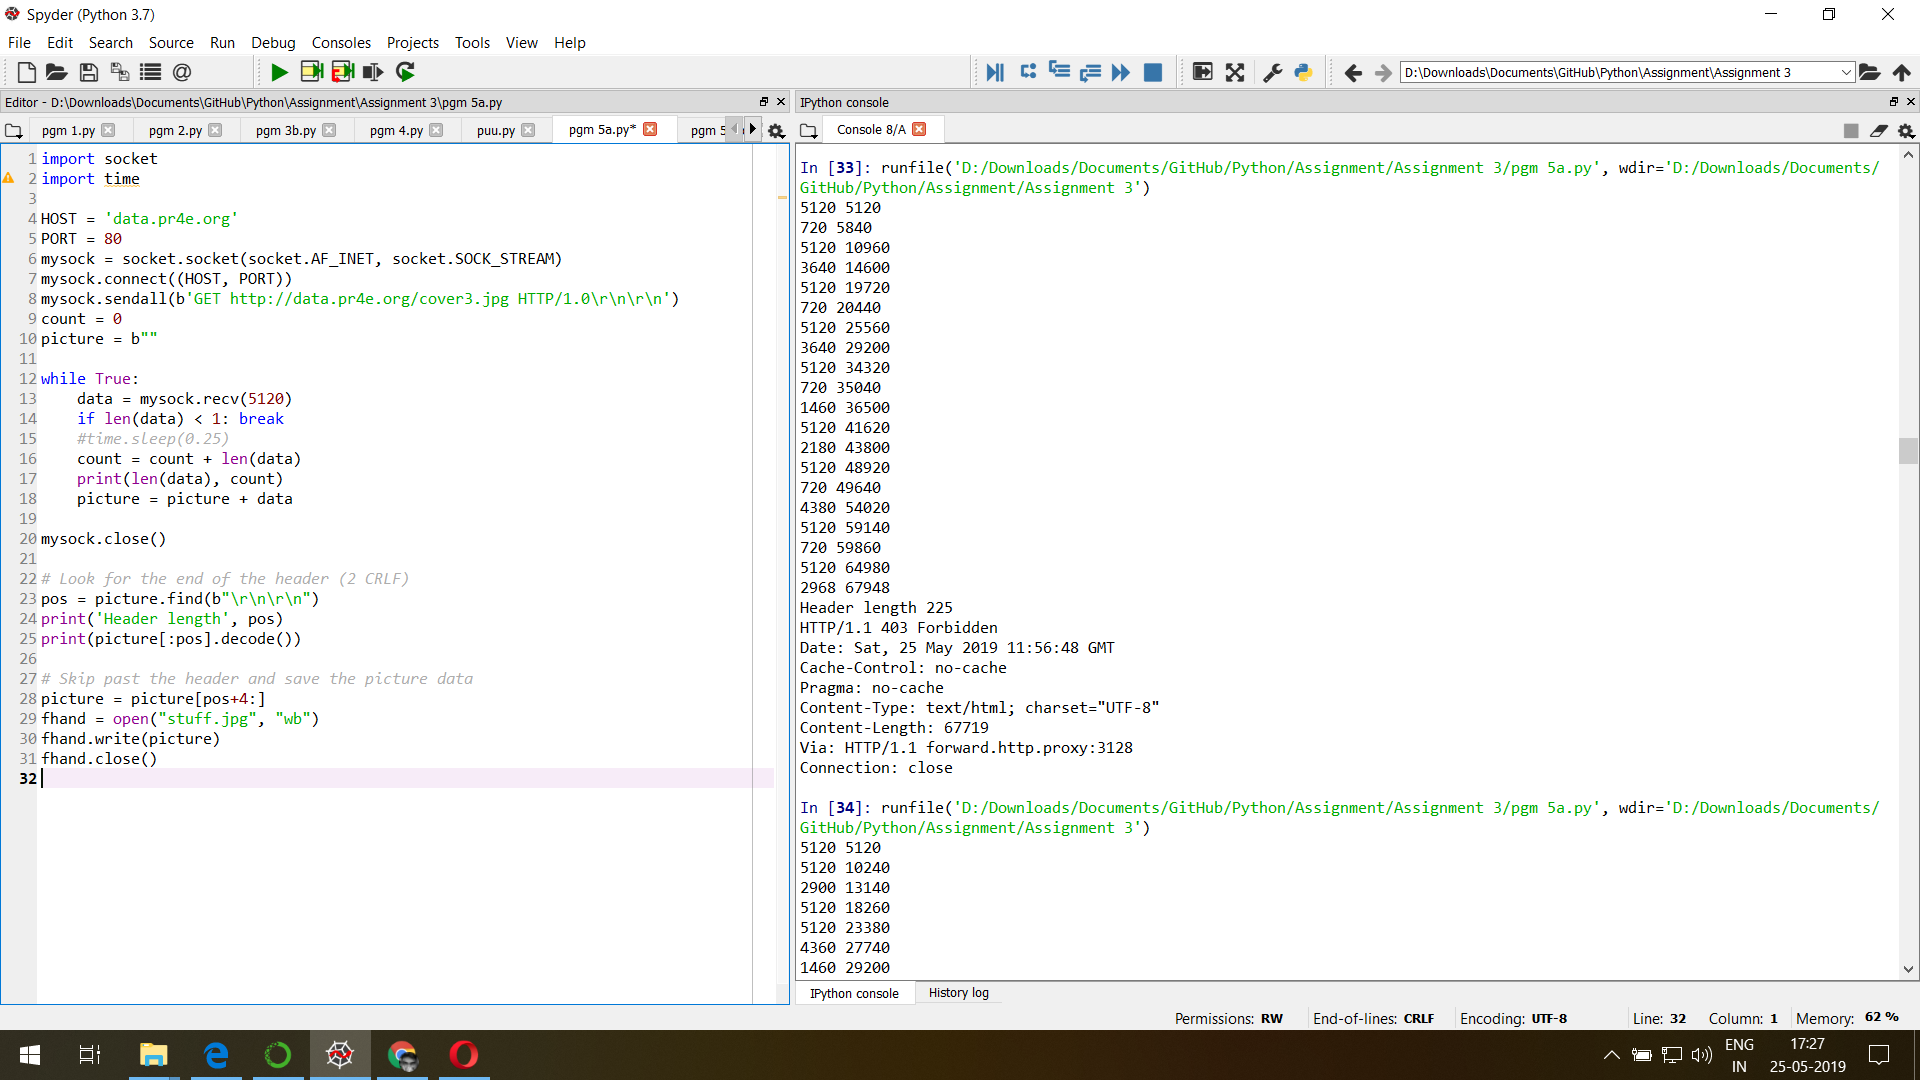 Spyder (Python 3.7)
File Edit Search Source Run Debug Consoles Projects Tools View Help
D:\Downloads\Documents\GitHub\Python\Assignment\Assignment 3
Editor - D:\Downloads\Documents\GitHub\Python\Assignment\Assignment 3\pgm 5a.py
pgm 1.py pgm 2.py pgm 3b.py pgm 4.py puu.py pgm 5a.py* pgm 5
1 import socket
2 import time
3
4 HOST = 'data.pr4e.org'
5 PORT = 80
6 mysock = socket.socket(socket.AF_INET, socket.SOCK_STREAM)
7 mysock.connect((HOST, PORT))
8 mysock.sendall(b'GET http://data.pr4e.org/cover3.jpg HTTP/1.0\r\n\r\n')
9 count = 0
10 picture = b""
11
12 while True:
13     data = mysock.recv(5120)
14     if len(data) < 1: break
15     #time.sleep(0.25)
16     count = count + len(data)
17     print(len(data), count)
18     picture = picture + data
19
20 mysock.close()
21
22 # Look for the end of the header (2 CRLF)
23 pos = picture.find(b"\r\n\r\n")
24 print('Header length', pos)
25 print(picture[:pos].decode())
26
27 # Skip past the header and save the picture data
28 picture = picture[pos+4:]
29 fhand = open("stuff.jpg", "wb")
30 fhand.write(picture)
31 fhand.close()
32
IPython console
Console 8/A
In [33]: runfile('D:/Downloads/Documents/GitHub/Python/Assignment/Assignment 3/pgm 5a.py', wdir='D:/Downloads/Documents/
GitHub/Python/Assignment/Assignment 3')
5120 5120
720 5840
5120 10960
3640 14600
5120 19720
720 20440
5120 25560
3640 29200
5120 34320
720 35040
1460 36500
5120 41620
2180 43800
5120 48920
720 49640
4380 54020
5120 59140
720 59860
5120 64980
2968 67948
Header length 225
HTTP/1.1 403 Forbidden
Date: Sat, 25 May 2019 11:56:48 GMT
Cache-Control: no-cache
Pragma: no-cache
Content-Type: text/html; charset="UTF-8"
Content-Length: 67719
Via: HTTP/1.1 forward.http.proxy:3128
Connection: close
In [34]: runfile('D:/Downloads/Documents/GitHub/Python/Assignment/Assignment 3/pgm 5a.py', wdir='D:/Downloads/Documents/
GitHub/Python/Assignment/Assignment 3')
5120 5120
5120 10240
2900 13140
5120 18260
5120 23380
4360 27740
1460 29200
IPython console History log
Permissions: RW End-of-lines: CRLF Encoding: UTF-8 Line: 32 Column: 1 Memory: 62 %
ENG
IN
17:27
25-05-2019